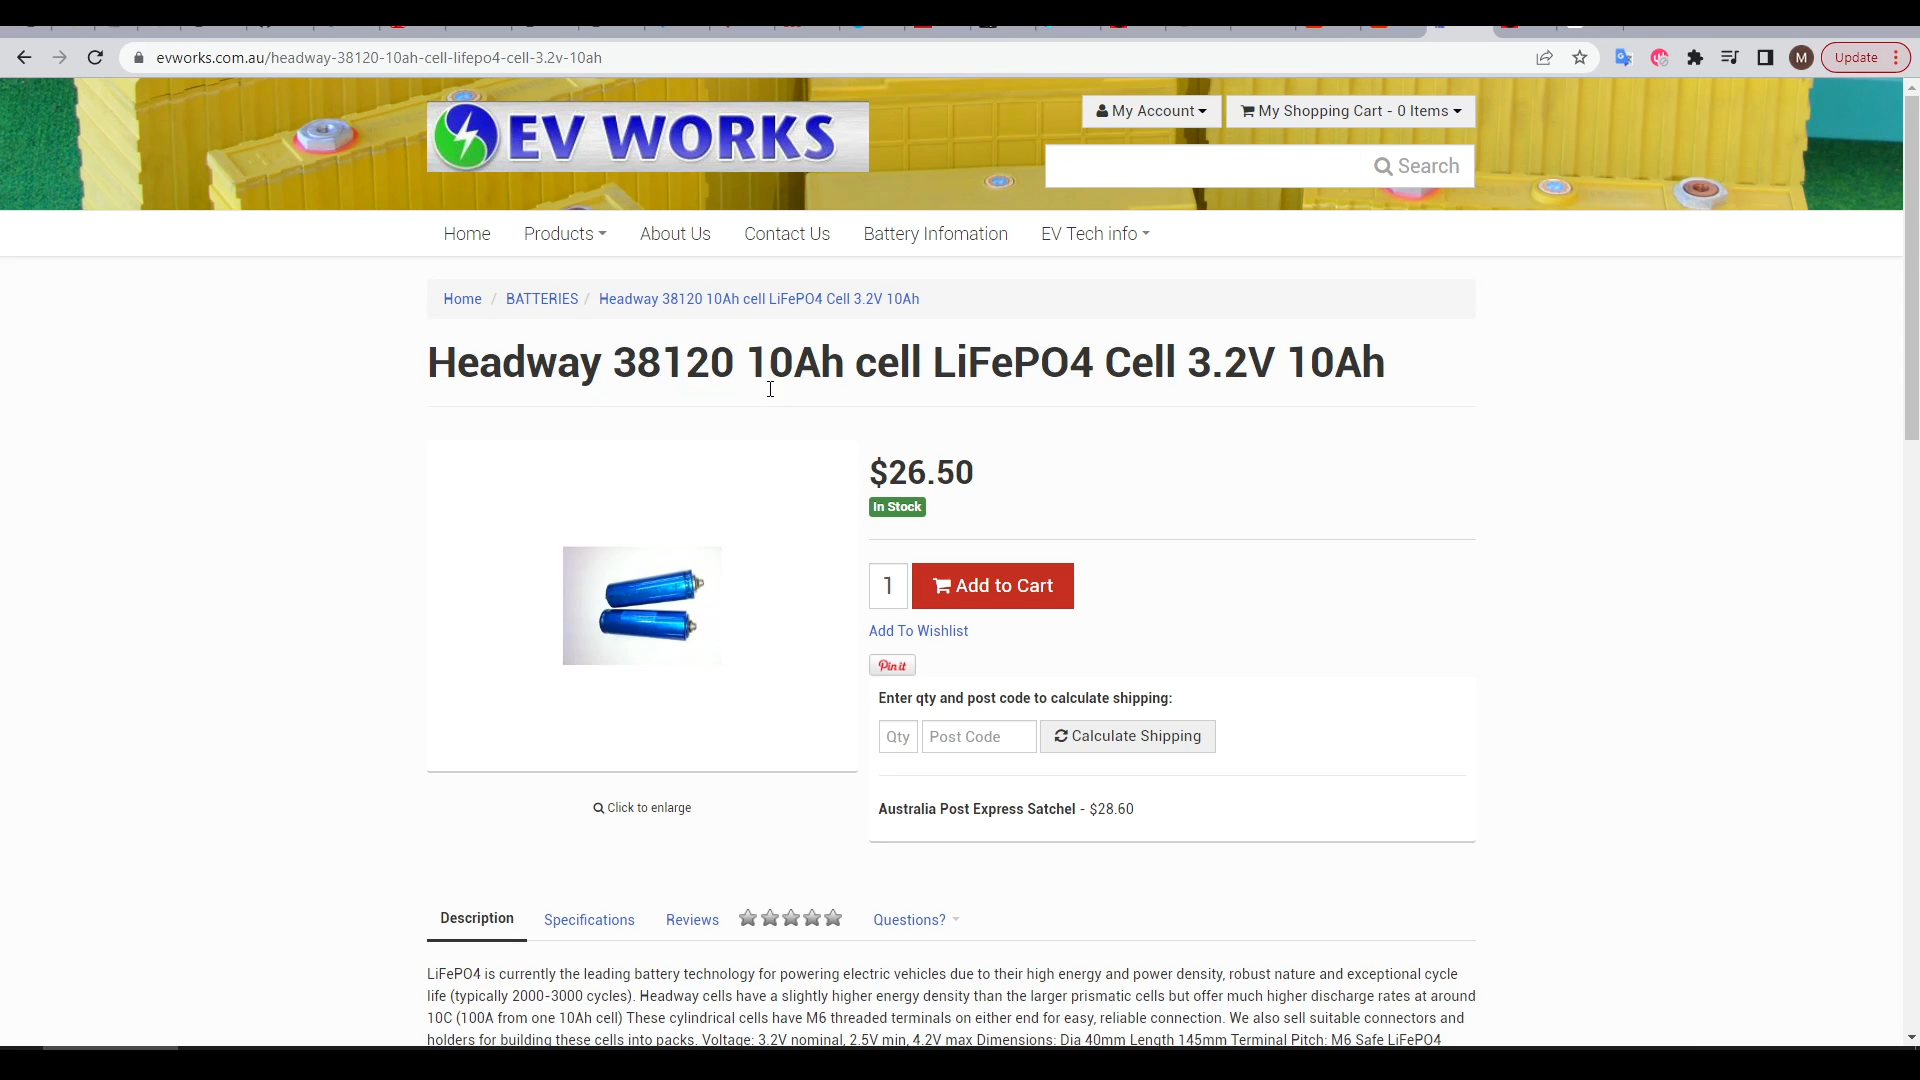 evworks.com.au/headway-38120-10ah-cell-lifepo4-cell-3.2v-10ah
M
Update
EV WORKS
My Account
My Shopping Cart - 0 Items
Search
Home
Products
About Us
Contact Us
Battery Infomation
EV Tech info
Home / BATTERIES / Headway 38120 10Ah cell LiFePO4 Cell 3.2V 10Ah
Headway 38120 10Ah cell LiFePO4 Cell 3.2V 10Ah
$26.50
In Stock
1
Add to Cart
Add To Wishlist
Pin it
Enter qty and post code to calculate shipping:
Qty
Post Code
Calculate Shipping
Australia Post Express Satchel - $28.60
Click to enlarge
Description
Specifications
Reviews
Questions?
LiFePO4 is currently the leading battery technology for powering electric vehicles due to their high energy and power density, robust nature and exceptional cycle
life (typically 2000-3000 cycles). Headway cells have a slightly higher energy density than the larger prismatic cells but offer much higher discharge rates at around
10C (100A from one 10Ah cell) These cylindrical cells have M6 threaded terminals on either end for easy, reliable connection. We also sell suitable connectors and
holders for building these cells into packs. Voltage: 3.2V nominal, 2.5V min, 4.2V max Dimensions: Dia 40mm Length 145mm Terminal Pitch: M6 Safe LiFePO4